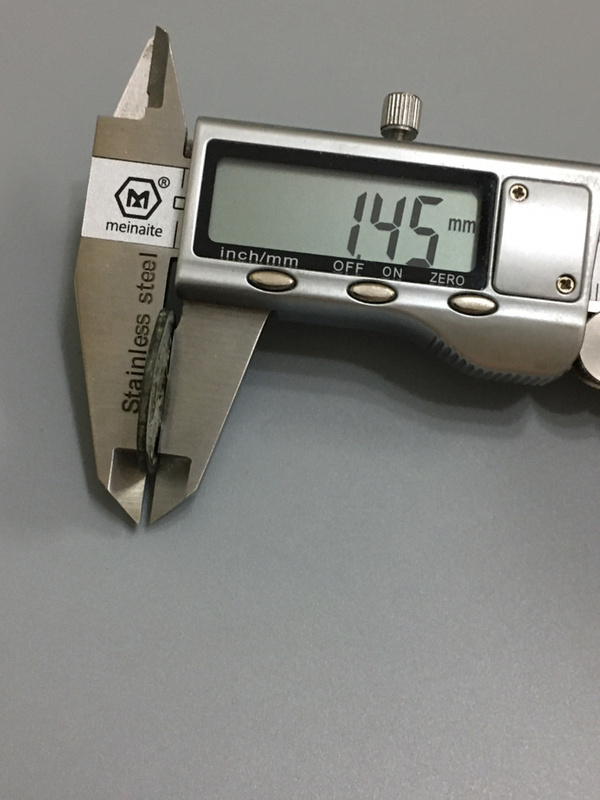 ®
meinaite
Stainless steel
1.45 mm
inch/mm
OFF ON ZERO